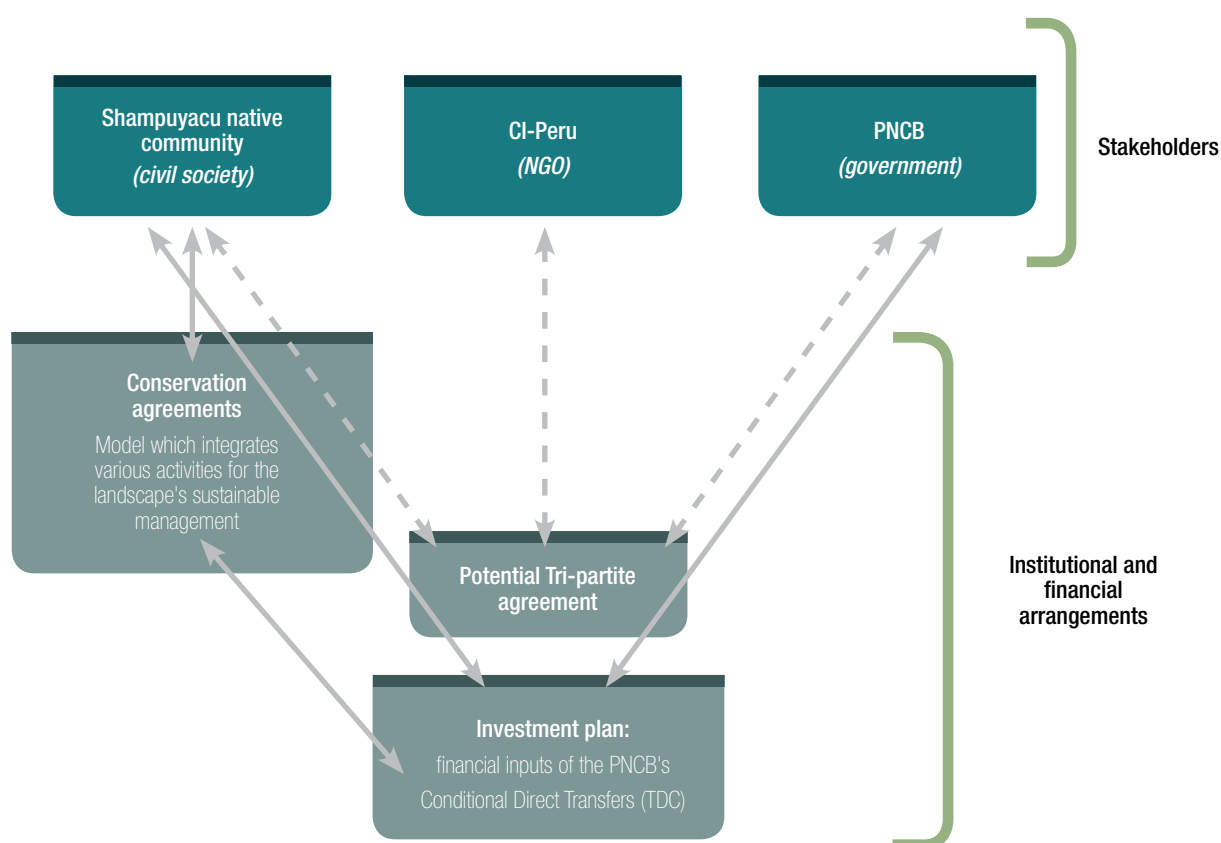 Shampuyacu native
community
(civil society)
CI-Peru
(NGO)
PNCB
(government)
Stakeholders
Conservation
agreements
Model which integrates
various activities for the
landscape's sustainable
management
Potential Tri-partite
agreement
Investment plan:
financial inputs of the PNCB's
Conditional Direct Transfers (TDC)
Institutional and
financial
arrangements